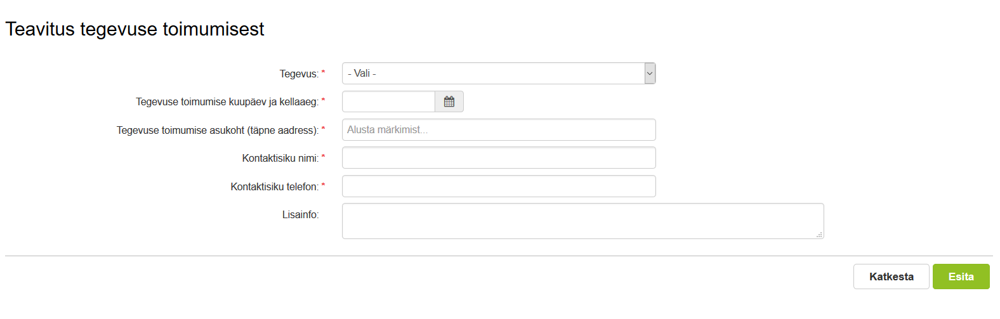 Teavitus tegevuse toimumisest
Tegevus: *
- Vali -
Tegevuse toimumise kuupäev ja kellaaeg: *
Tegevuse toimumise asukoht (täpne aadress): *
Alusta märkimist...
Kontaktisiku nimi: *
Kontaktisiku telefon: *
Lisainfo:
Katkesta
Esita